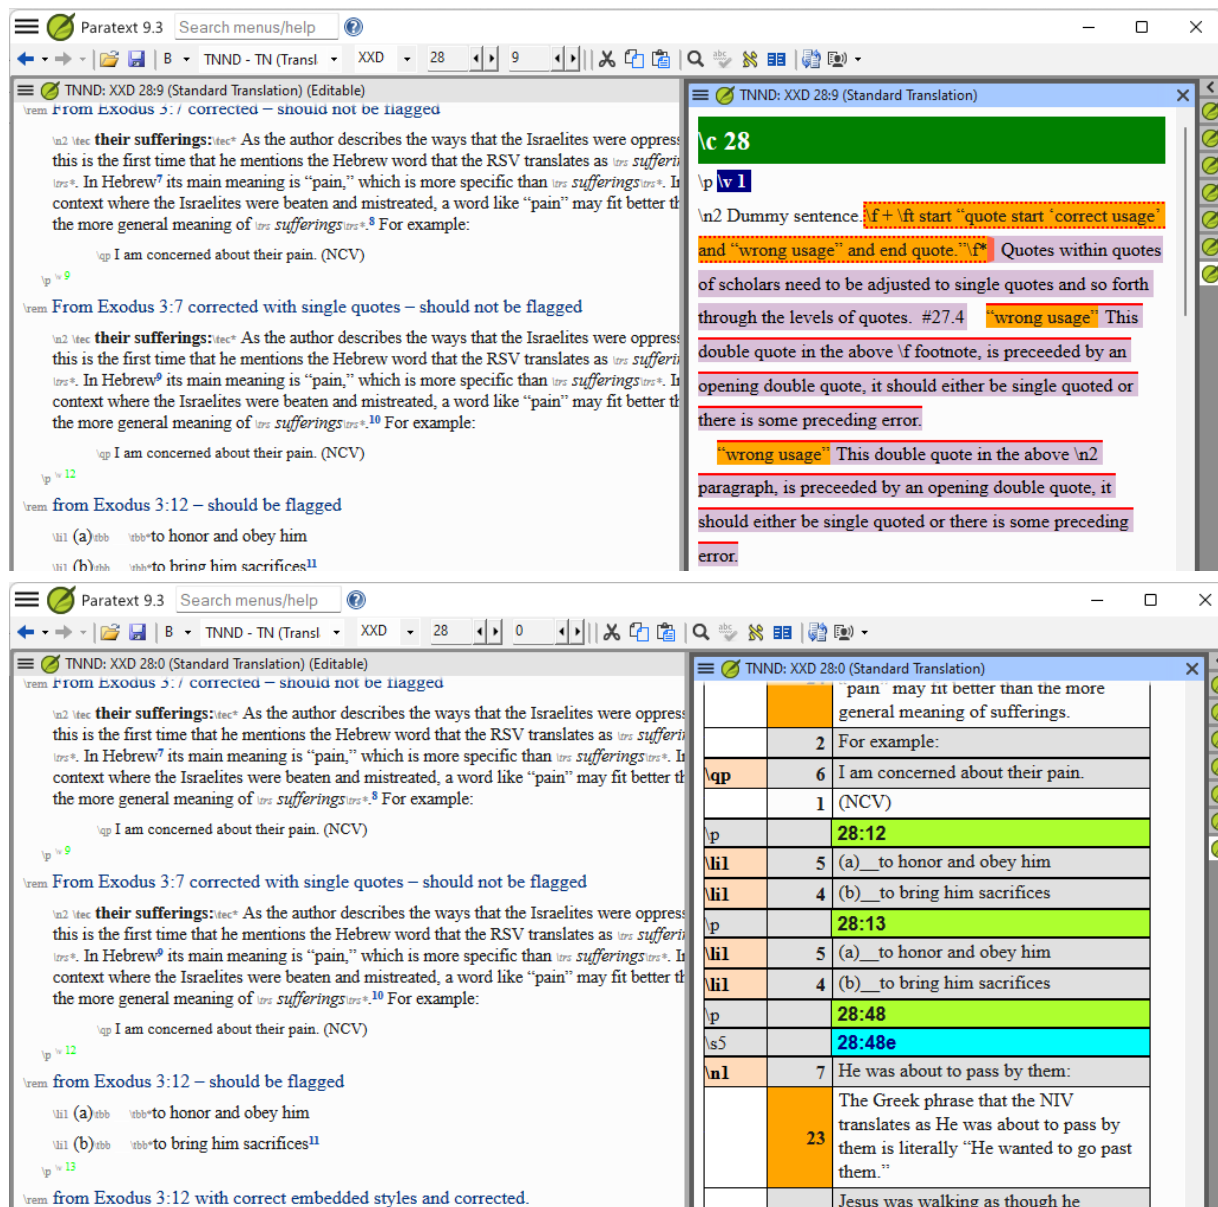 Paratext 9.3 Search menus/help
B TNND - TN (Transl XXD 28 9
TNND: XXD 28:9 (Standard Translation) (Editable)
\rem From Exodus 3:7 corrected – should not be flagged
\n2 \tec their sufferings:\tec* As the author describes the ways that the Israelites were oppress
this is the first time that he mentions the Hebrew word that the RSV translates as \trs sufferi
\trs*. In Hebrew7 its main meaning is “pain,” which is more specific than \trs sufferings\trs*. I
context where the Israelites were beaten and mistreated, a word like “pain” may fit better th
the more general meaning of \trs sufferings\trs*.8 For example:
\qp I am concerned about their pain. (NCV)
\p \v 9
\rem From Exodus 3:7 corrected with single quotes – should not be flagged
\n2 \tec their sufferings:\tec* As the author describes the ways that the Israelites were oppress
this is the first time that he mentions the Hebrew word that the RSV translates as \trs sufferi
\trs*. In Hebrew9 its main meaning is “pain,” which is more specific than \trs sufferings\trs*. I
context where the Israelites were beaten and mistreated, a word like “pain” may fit better th
the more general meaning of \trs sufferings\trs*.10 For example:
\qp I am concerned about their pain. (NCV)
\p \v 12
\rem from Exodus 3:12 – should be flagged
\li1 (a)\tbb \tbb*to honor and obey him
\li1 (b)\tbb \tbb*to bring him sacrifices11
TNND: XXD 28:9 (Standard Translation)
\c 28
\p \v 1
\n2 Dummy sentence.\f + \ft start “quote start ‘correct usage’
and “wrong usage” and end quote.”\f* Quotes within quotes
of scholars need to be adjusted to single quotes and so forth
through the levels of quotes. #27.4 “wrong usage” This
double quote in the above \f footnote, is preceeded by an
opening double quote, it should either be single quoted or
there is some preceding error.
“wrong usage” This double quote in the above \n2
paragraph, is preceeded by an opening double quote, it
should either be single quoted or there is some preceding
error.
Paratext 9.3 Search menus/help
B TNND - TN (Transl XXD 28 0
TNND: XXD 28:0 (Standard Translation) (Editable)
\rem From Exodus 3:7 corrected – should not be flagged
\n2 \tec their sufferings:\tec* As the author describes the ways that the Israelites were oppress
this is the first time that he mentions the Hebrew word that the RSV translates as \trs sufferi
\trs*. In Hebrew7 its main meaning is “pain,” which is more specific than \trs sufferings\trs*. I
context where the Israelites were beaten and mistreated, a word like “pain” may fit better th
the more general meaning of \trs sufferings\trs*.8 For example:
\qp I am concerned about their pain. (NCV)
\p \v 9
\rem From Exodus 3:7 corrected with single quotes – should not be flagged
\n2 \tec their sufferings:\tec* As the author describes the ways that the Israelites were oppress
this is the first time that he mentions the Hebrew word that the RSV translates as \trs sufferi
\trs*. In Hebrew9 its main meaning is “pain,” which is more specific than \trs sufferings\trs*. I
context where the Israelites were beaten and mistreated, a word like “pain” may fit better th
the more general meaning of \trs sufferings\trs*.10 For example:
\qp I am concerned about their pain. (NCV)
\p \v 12
\rem from Exodus 3:12 – should be flagged
\li1 (a)\tbb \tbb*to honor and obey him
\li1 (b)\tbb \tbb*to bring him sacrifices11
\p \v 13
\rem from Exodus 3:12 with correct embedded styles and corrected.
TNND: XXD 28:0 (Standard Translation)
“pain” may fit better than the more
general meaning of sufferings.
2 For example:
\qp 6 I am concerned about their pain.
1 (NCV)
\p 28:12
\li1 5 (a)__to honor and obey him
\li1 4 (b)__to bring him sacrifices
\p 28:13
\li1 5 (a)__to honor and obey him
\li1 4 (b)__to bring him sacrifices
\p 28:48
\s5 28:48e
\n1 7 He was about to pass by them:
The Greek phrase that the NIV
translates as He was about to pass by
23 them is literally “He wanted to go past
them.”
Jesus was walking as though he